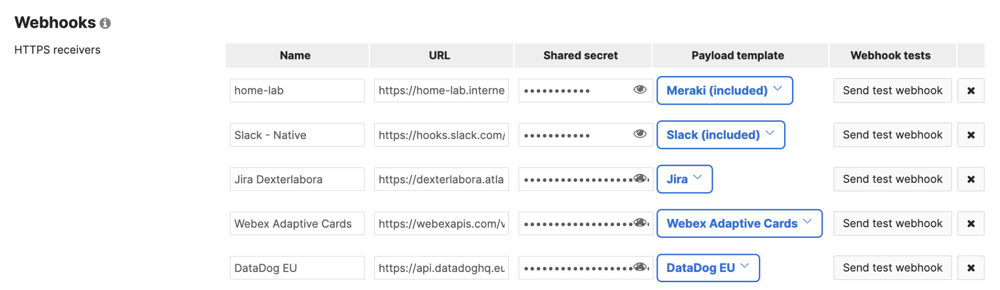 Webhooks
HTTPS receivers
Name URL Shared secret Payload template Webhook tests
home-lab https://home-lab.interne ••••••••••• Meraki (included) Send test webhook
Slack - Native https://hooks.slack.com/ ••••••••••• Slack (included) Send test webhook
Jira Dexterlabora https://dexterlabora.atla Jira Send test webhook
Webex Adaptive Cards https://webexapis.com/v Webex Adaptive Cards Send test webhook
DataDog EU https://api.datadoghq.eu DataDog EU Send test webhook